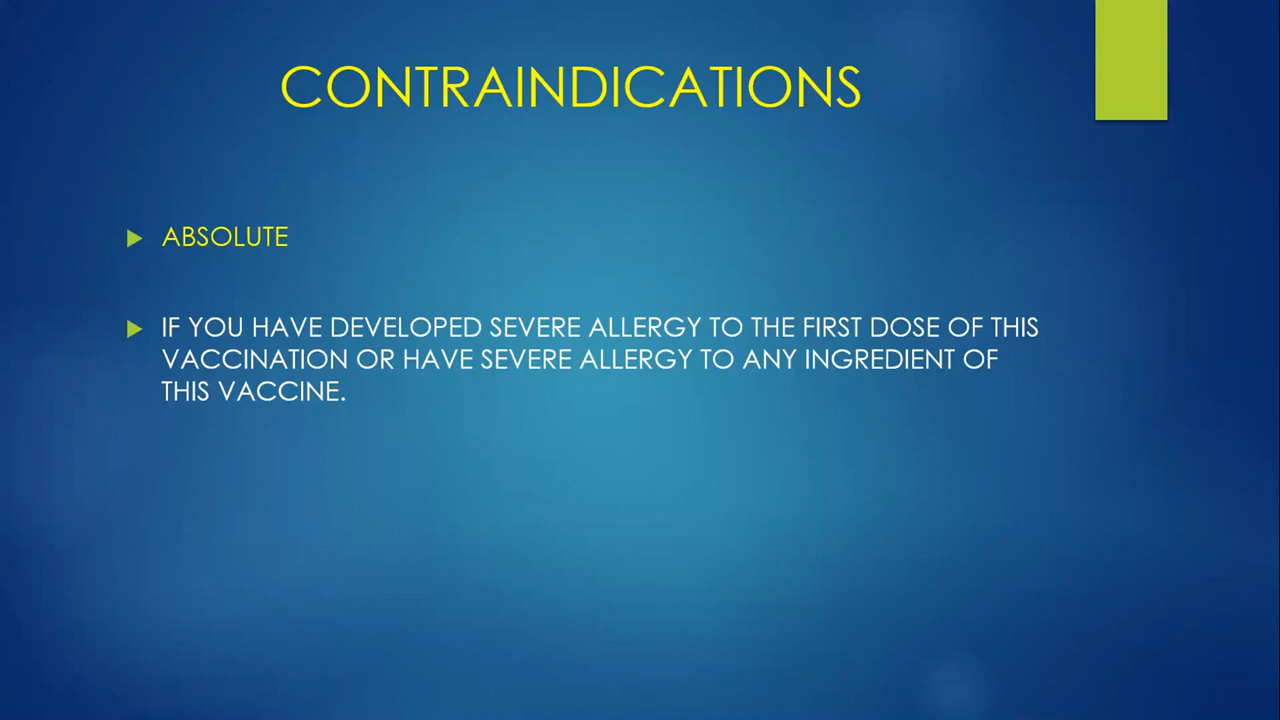 CONTRAINDICATIONS
ABSOLUTE
IF YOU HAVE DEVELOPED SEVERE ALLERGY TO THE FIRST DOSE OF THIS
VACCINATION OR HAVE SEVERE ALLERGY TO ANY INGREDIENT OF
THIS VACCINE.